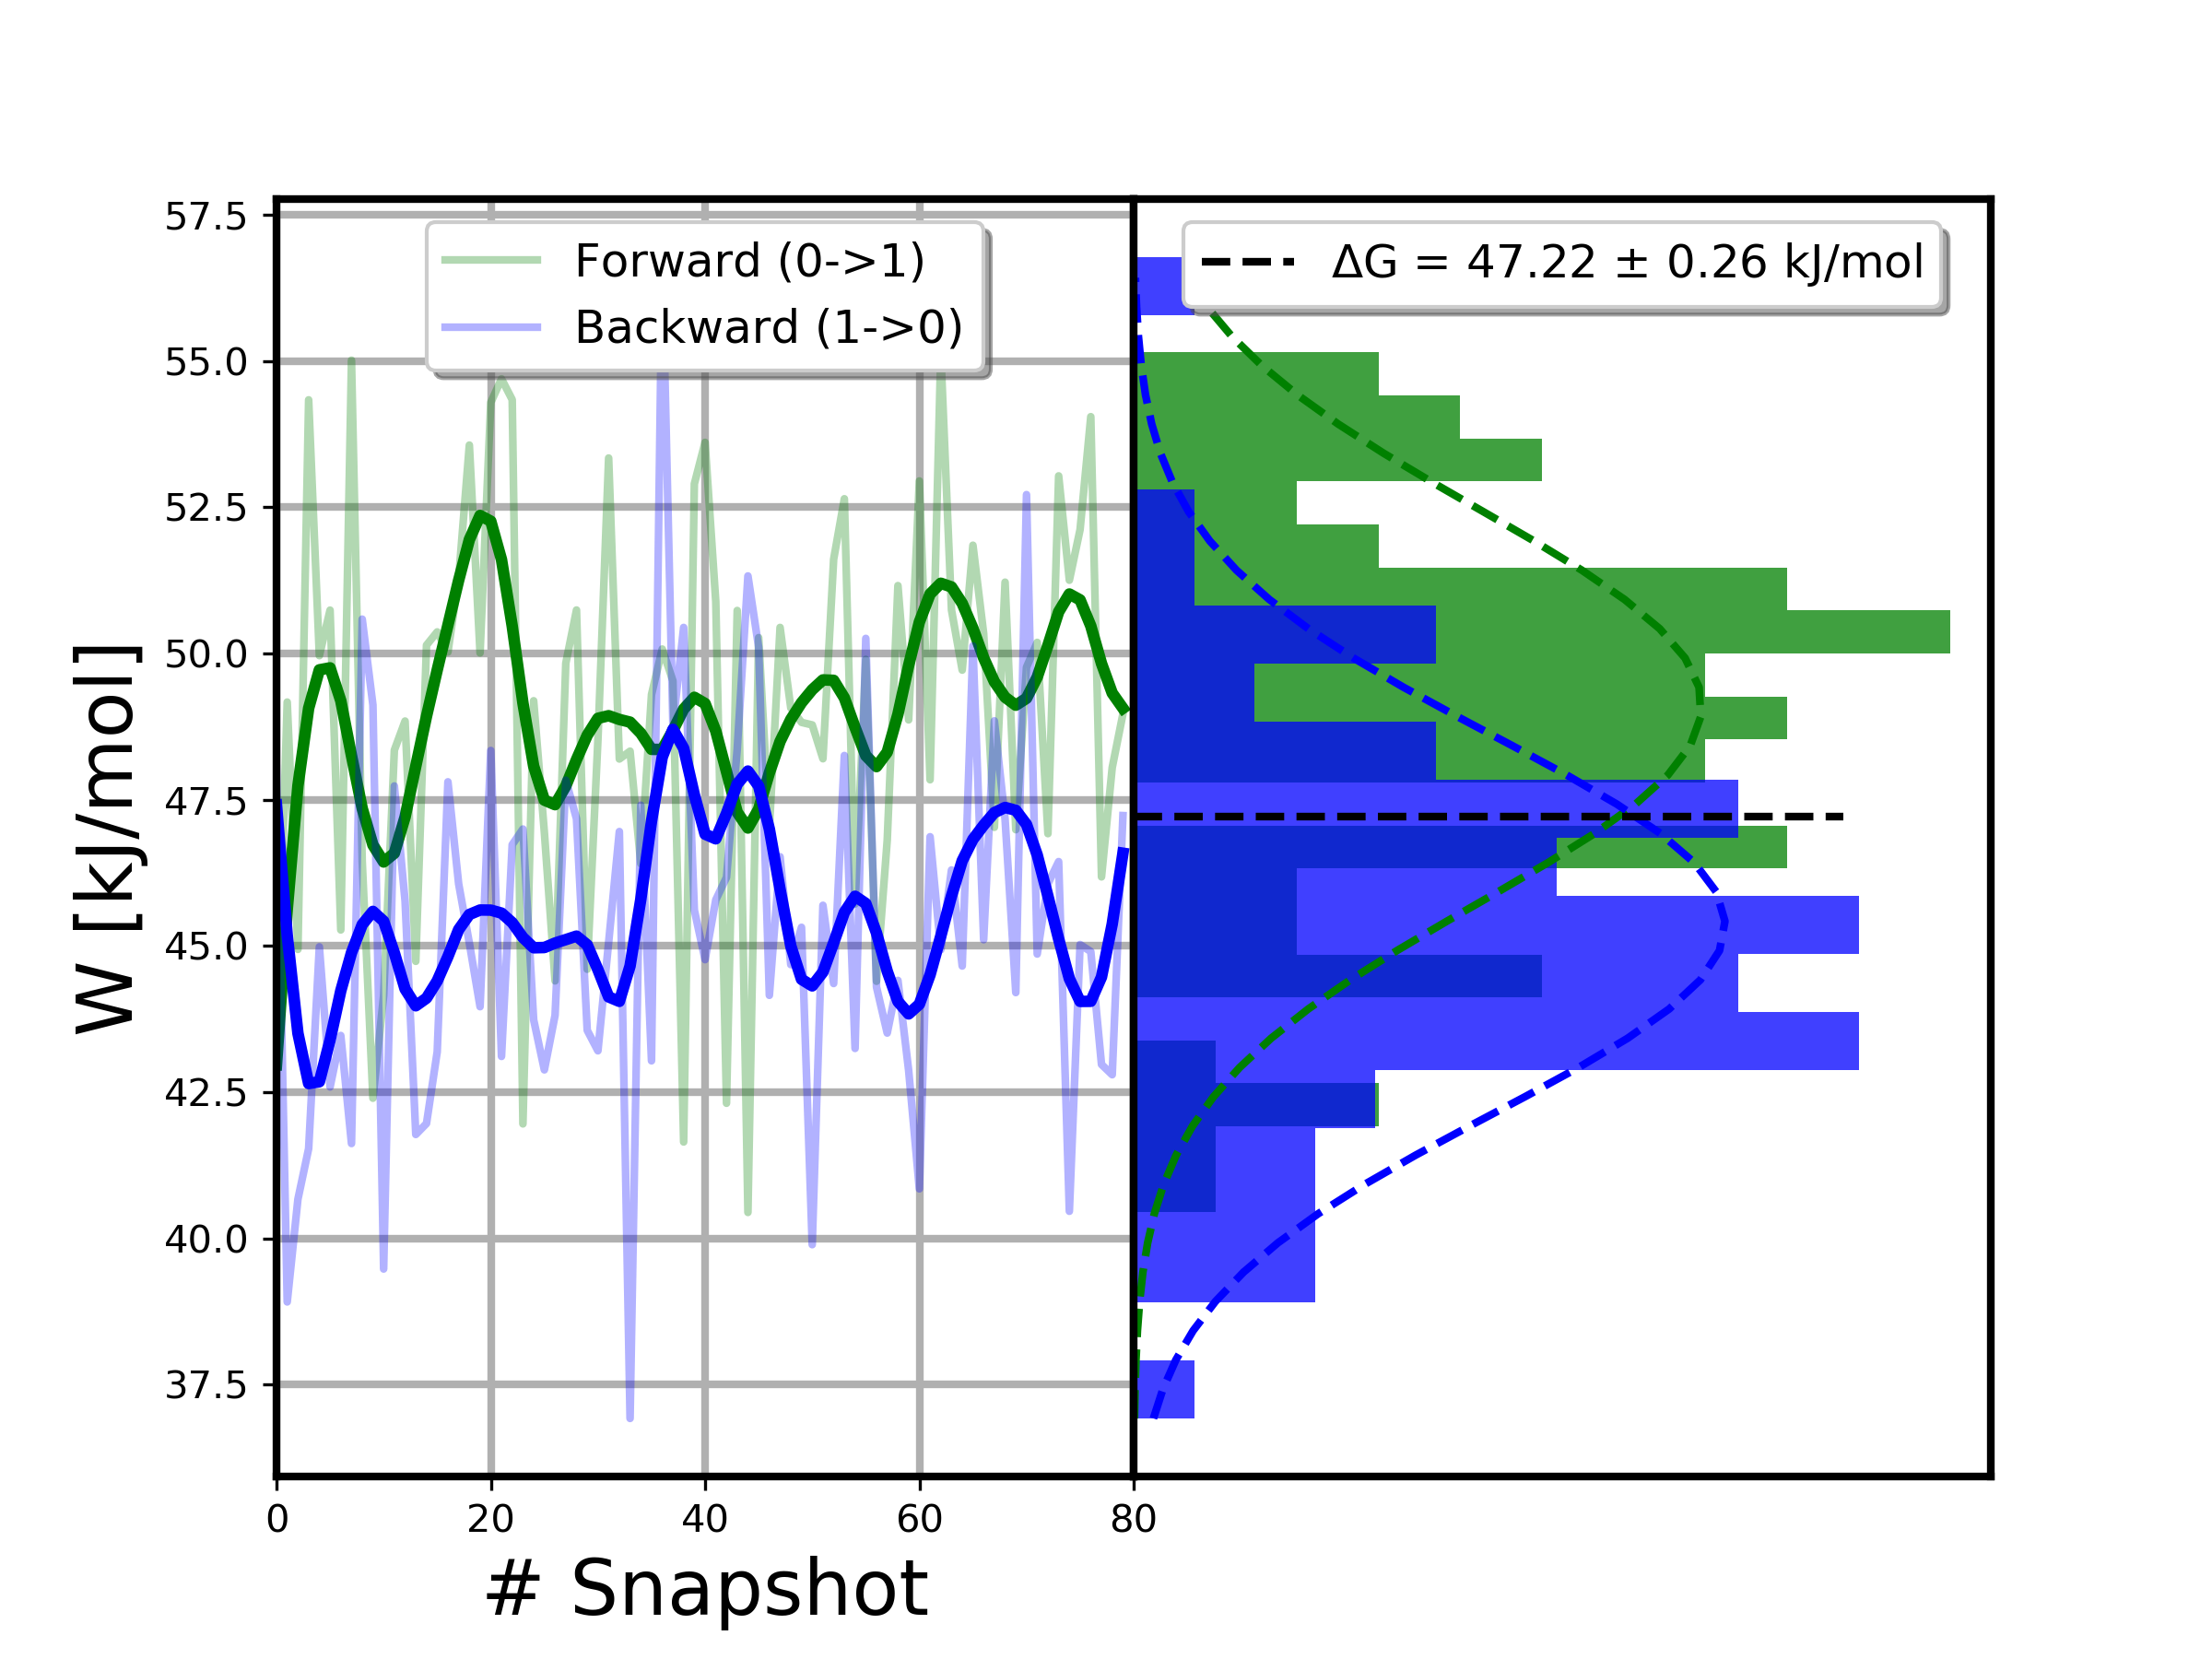 57.5
55.0
52.5
50.0
47.5
45.0
42.5
40.0
37.5
W [kJ/mol]
Forward (0->1)
Backward (1->0)
ΔG = 47.22 ± 0.26 kJ/mol
0 20 40 60 80
# Snapshot